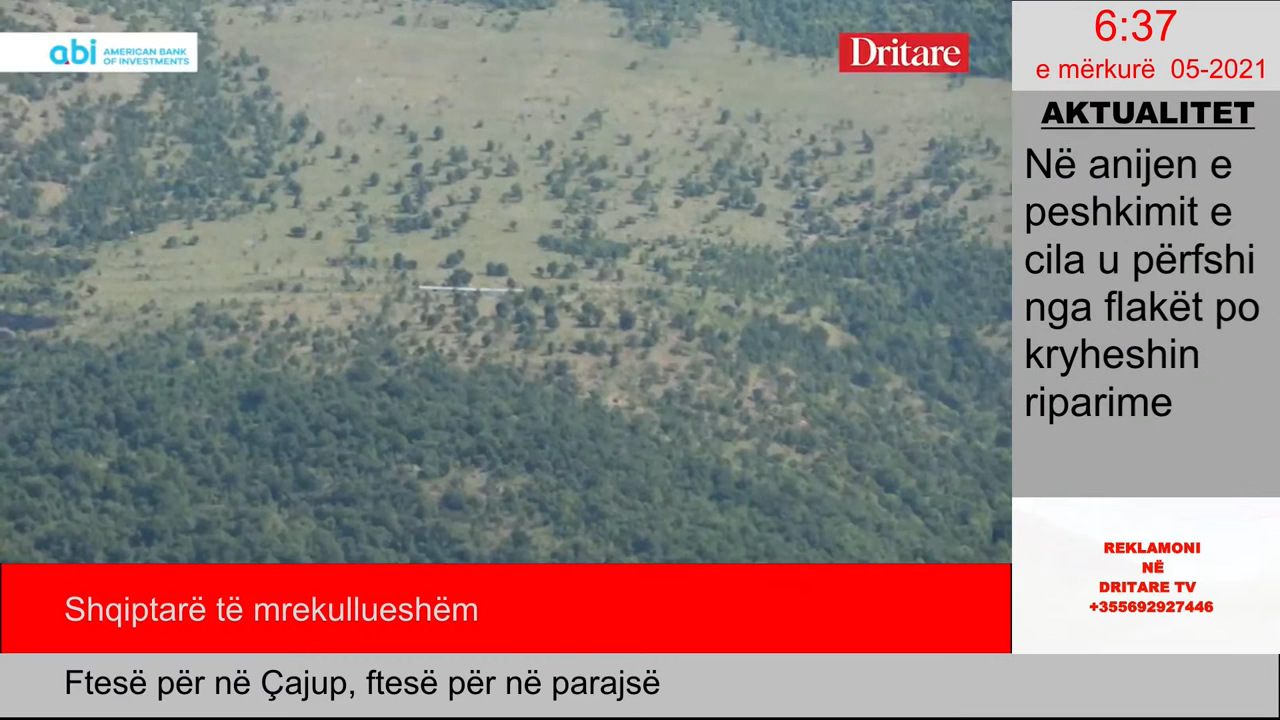 abi AMERICAN BANK
OF INVESTMENTS
Dritare
6:37
e mërkurë 05-2021
AKTUALITET
Në anijen e
peshkimit e
cila u përfshi
nga flakët po
kryheshin
riparime
REKLAMONI
NË
DRITARE TV
+355692927446
Shqiptarë të mrekullueshëm
Ftesë për në Çajup, ftesë për në parajsë